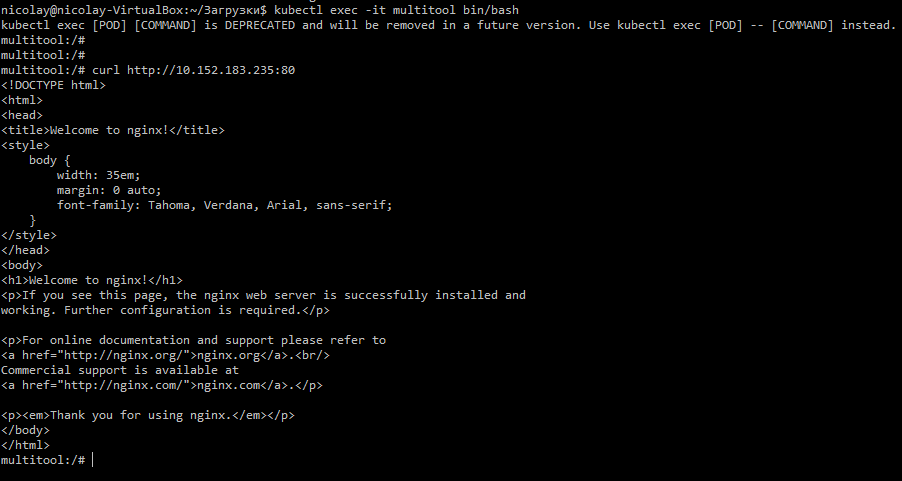 nicolay@nicolay-VirtualBox:~/Загрузки$ kubectl exec -it multitool bin/bash
kubectl exec [POD] [COMMAND] is DEPRECATED and will be removed in a future version. Use kubectl exec [POD] -- [COMMAND] instead.
multitool:/#
multitool:/#
multitool:/# curl http://10.152.183.235:80
<!DOCTYPE html>
<html>
<head>
<title>Welcome to nginx!</title>
<style>
    body {
        width: 35em;
        margin: 0 auto;
        font-family: Tahoma, Verdana, Arial, sans-serif;
    }
</style>
</head>
<body>
<h1>Welcome to nginx!</h1>
<p>If you see this page, the nginx web server is successfully installed and
working. Further configuration is required.</p>

<p>For online documentation and support please refer to
<a href="http://nginx.org/">nginx.org</a>.<br/>
Commercial support is available at
<a href="http://nginx.com/">nginx.com</a>.</p>

<p><em>Thank you for using nginx.</em></p>
</body>
</html>
multitool:/#